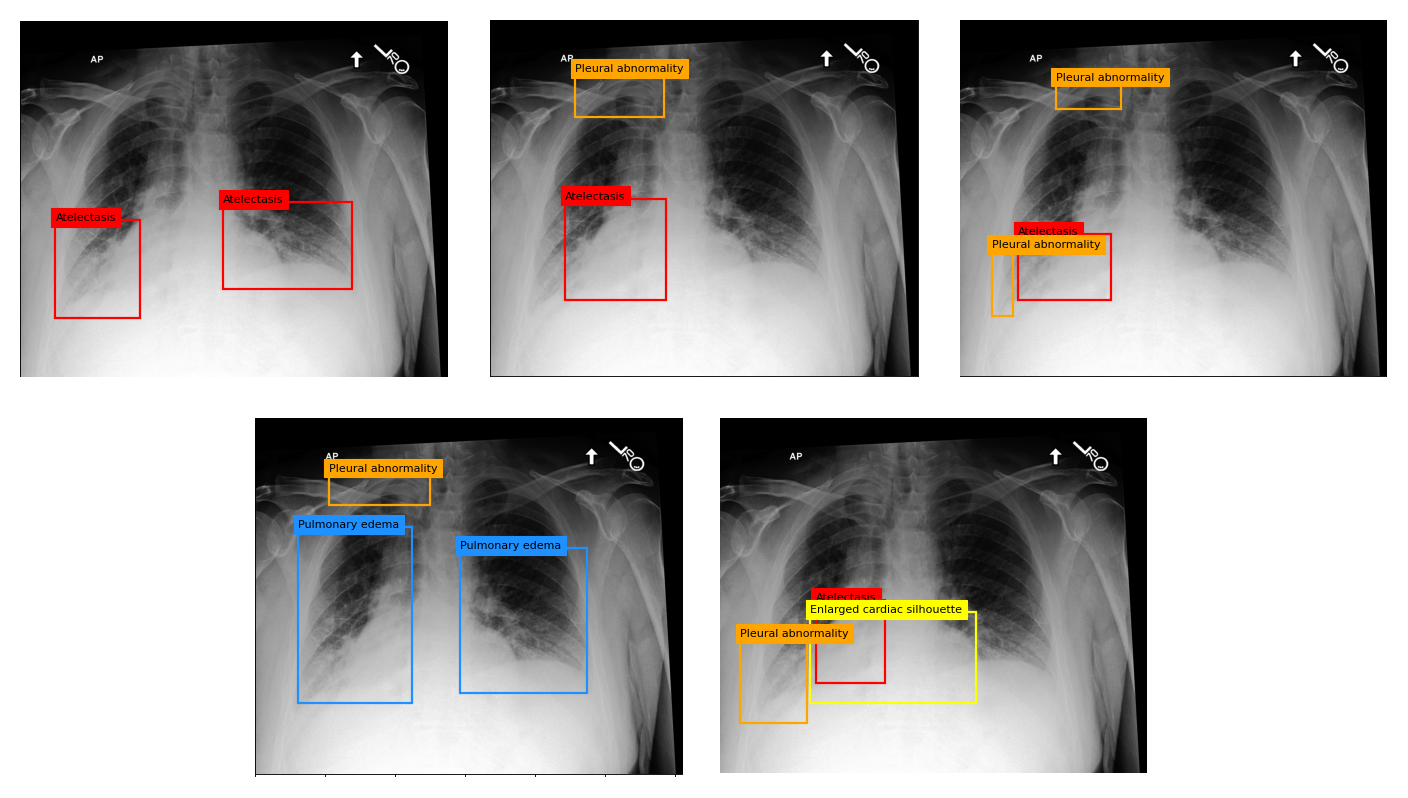 AP
Atelectasis
Atelectasis
AP
Pleural abnormality
Atelectasis
AP
Pleural abnormality
Atelectasis
Pleural abnormality
AP
Pleural abnormality
Pulmonary edema
Pulmonary edema
AP
Atelectasis
Enlarged cardiac silhouette
Pleural abnormality